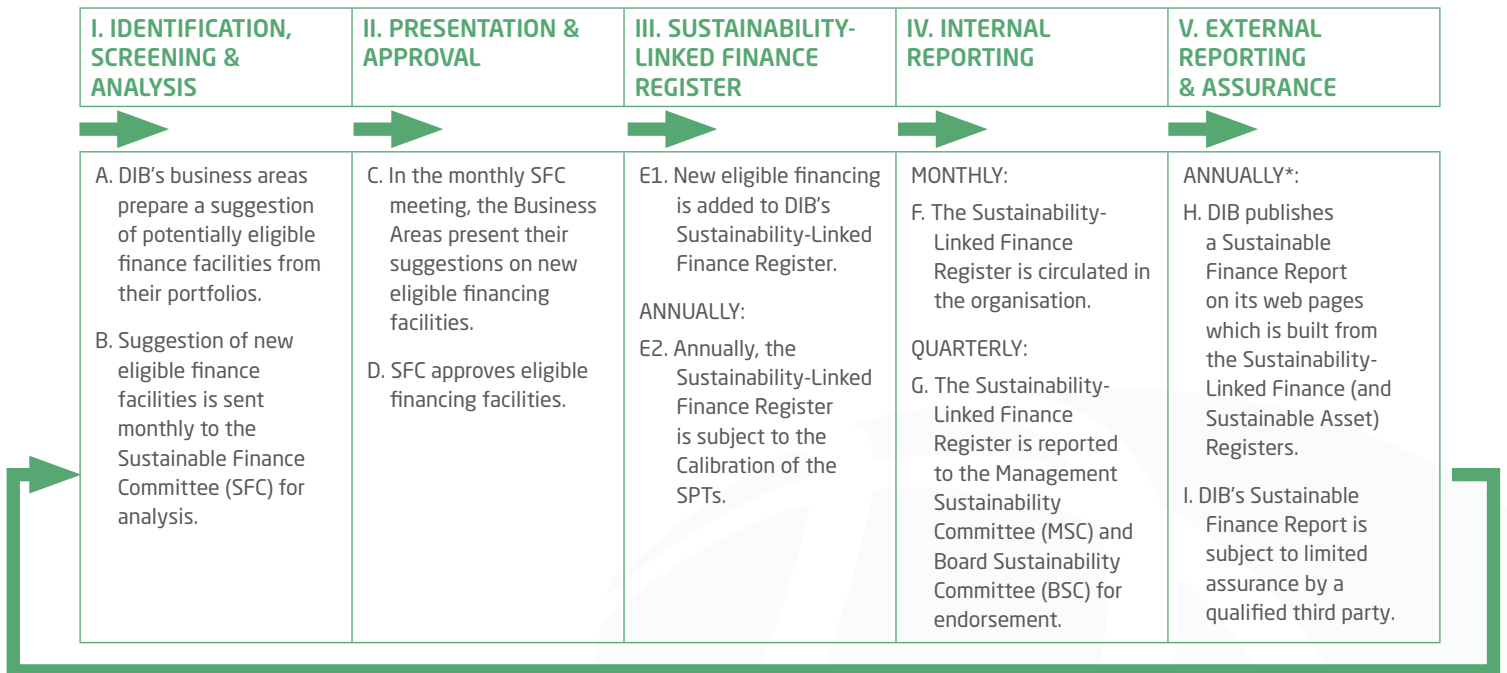 I. IDENTIFICATION,
SCREENING &
ANALYSIS
II. PRESENTATION &
APPROVAL
III. SUSTAINABILITY-
LINKED FINANCE
REGISTER
IV. INTERNAL
REPORTING
V. EXTERNAL
REPORTING
& ASSURANCE
A. DIB's business areas
prepare a suggestion
of potentially eligible
finance facilities from
their portfolios.
B. Suggestion of new
eligible finance
facilities is sent
monthly to the
Sustainable Finance
Committee (SFC) for
analysis.
C. In the monthly SFC
meeting, the Business
Areas present their
suggestions on new
eligible financing
facilities.
D. SFC approves eligible
financing facilities.
E1. New eligible financing
is added to DIB's
Sustainability-Linked
Finance Register.
ANNUALLY:
E2. Annually, the
Sustainability-Linked
Finance Register
is subject to the
Calibration of the
SPTs.
MONTHLY:
F. The Sustainability-
Linked Finance
Register is circulated in
the organisation.
QUARTERLY:
G. The Sustainability-
Linked Finance
Register is reported
to the Management
Sustainability
Committee (MSC) and
Board Sustainability
Committee (BSC) for
endorsement.
ANNUALLY*:
H. DIB publishes
a Sustainable
Finance Report
on its web pages
which is built from
the Sustainability-
Linked Finance (and
Sustainable Asset)
Registers.
I. DIB's Sustainable
Finance Report is
subject to limited
assurance by a
qualified third party.